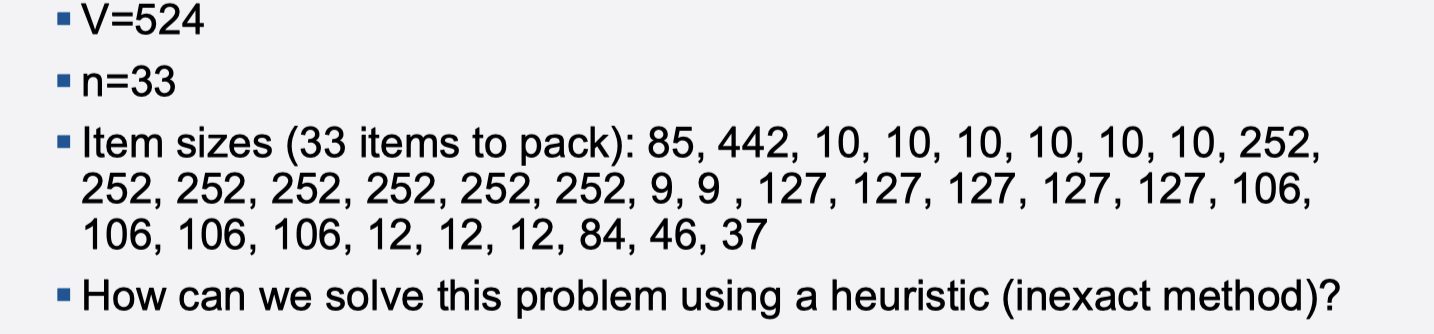 ▪ V=524
▪ n=33
▪ Item sizes (33 items to pack): 85, 442, 10, 10, 10, 10, 10, 10, 252,
252, 252, 252, 252, 252, 252, 9, 9 , 127, 127, 127, 127, 127, 106,
106, 106, 106, 12, 12, 12, 84, 46, 37
▪ How can we solve this problem using a heuristic (inexact method)?